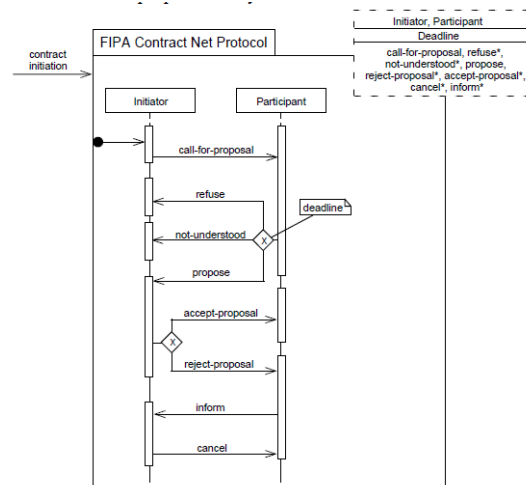 Initiator, Participant
Deadline
call-for-proposal, refuse*,
not-understood*, propose,
reject-proposal*, accept-proposal*,
cancel*, inform*
FIPA Contract Net Protocol
contract
initiation
Initiator
Participant
call-for-proposal
refuse
deadline
not-understood
X
propose
accept-proposal
X
reject-proposal
inform
cancel